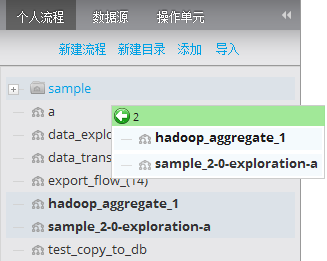 个人流程 数据源 操作单元
新建流程 新建目录 添加 导入
sample
a
2
data_explo
hadoop_aggregate_1
data_trans
sample_2-0-exploration-a
export_flow_(14)
hadoop_aggregate_1
sample_2-0-exploration-a
test_copy_to_db